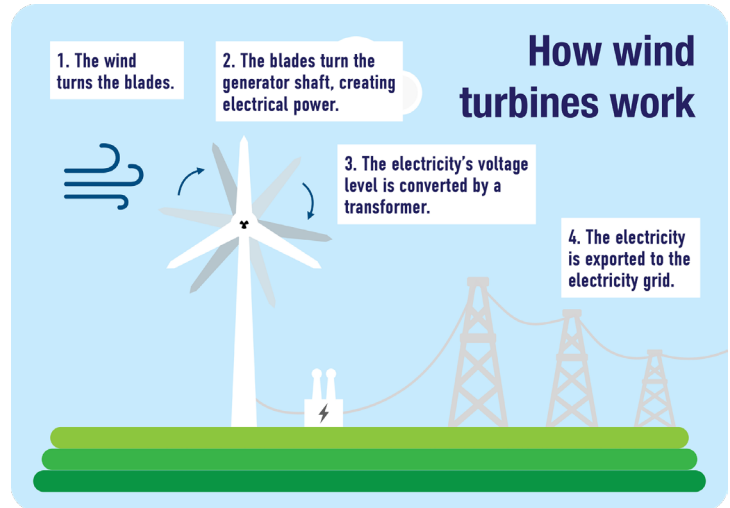 How wind
turbines work
1. The wind
turns the blades.
2. The blades turn the
generator shaft, creating
electrical power.
3. The electricity's voltage
level is converted by a
transformer.
4. The electricity
is exported to the
electricity grid.